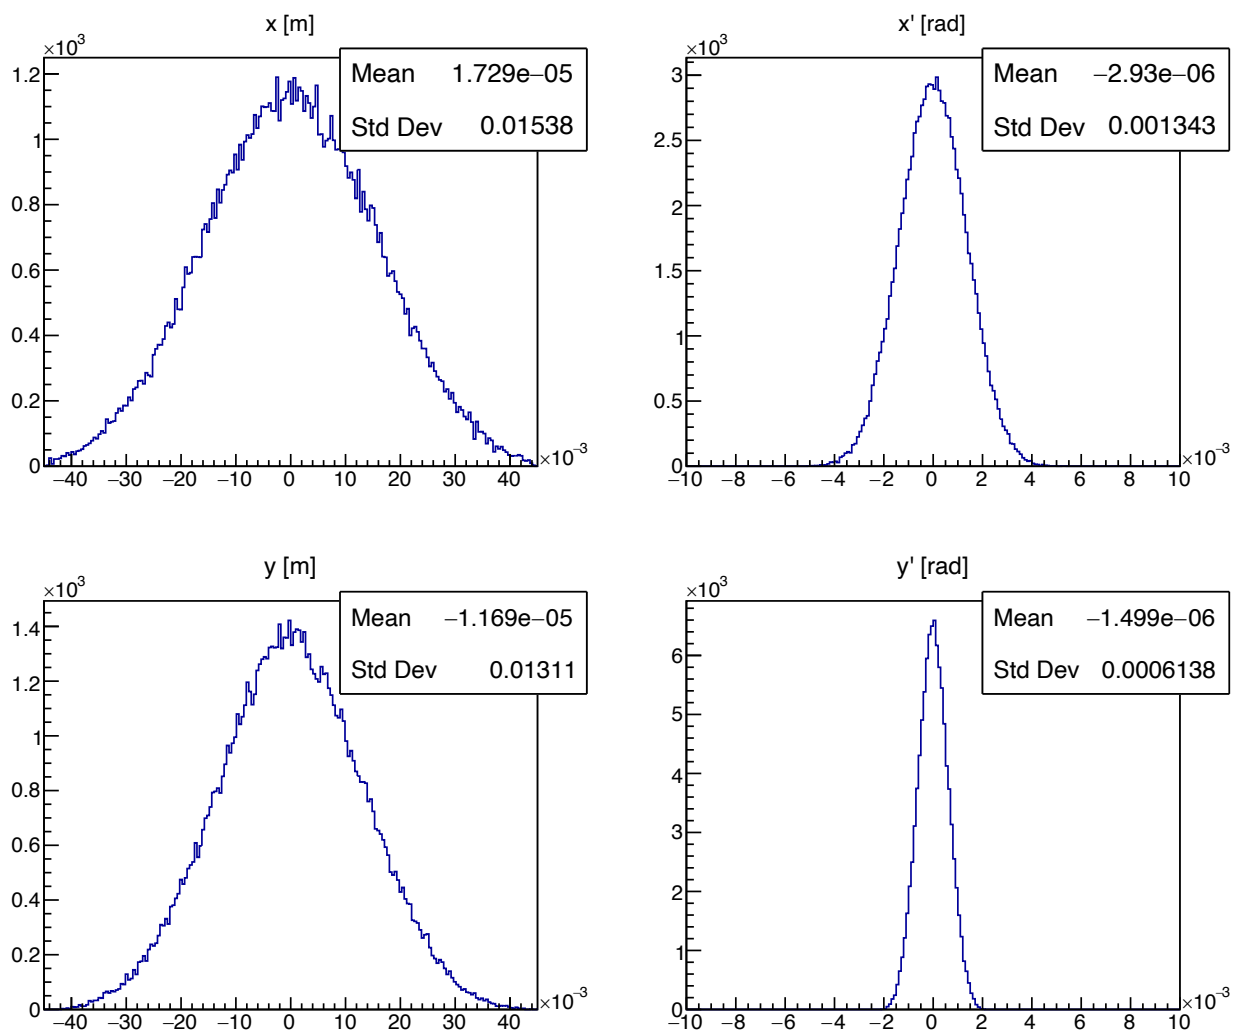 x [m]
×10³
Mean 1.729e−05
Std Dev 0.01538
1.2
1
0.8
0.6
0.4
0.2
0
−40 −30 −20 −10 0 10 20 30 40
×10⁻³
x' [rad]
×10³
Mean −2.93e−06
Std Dev 0.001343
3
2.5
2
1.5
1
0.5
0
−10 −8 −6 −4 −2 0 2 4 6 8 10
×10⁻³
y [m]
×10³
Mean −1.169e−05
Std Dev 0.01311
1.4
1.2
1
0.8
0.6
0.4
0.2
0
−40 −30 −20 −10 0 10 20 30 40
×10⁻³
y' [rad]
×10³
Mean −1.499e−06
Std Dev 0.0006138
6
5
4
3
2
1
0
−10 −8 −6 −4 −2 0 2 4 6 8 10
×10⁻³